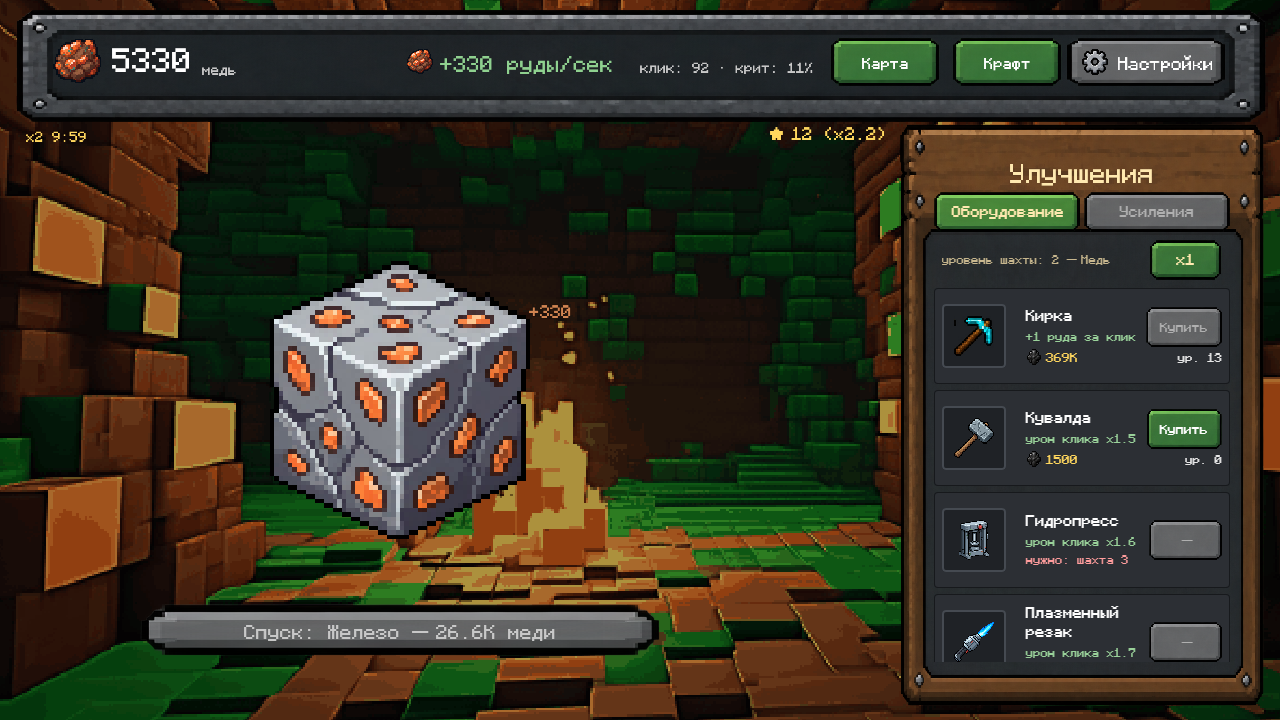 5330 медь
+330 руды/сек
клик: 92 · крит: 11%
Карта
Крафт
Настройки
x2 9:59
12 (x2.2)
+330
Спуск: Железо — 26.6K меди
Улучшения
Оборудование
Усиления
уровень шахты: 2 — Медь
x1
Кирка
+1 руда за клик
369K
Купить
ур. 13
Кувалда
урон клика x1.5
1500
Купить
ур. 0
Гидропресс
урон клика x1.6
нужно: шахта 3
—
Плазменный
резак
урон клика x1.7
—